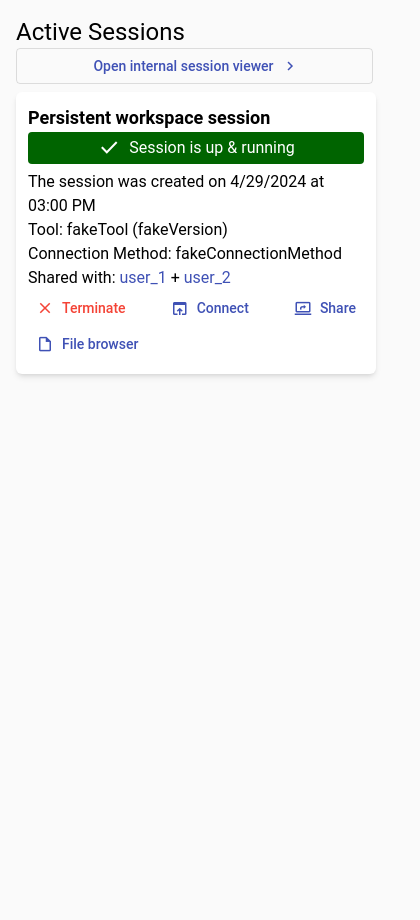 Active Sessions
Open internal session viewer
Persistent workspace session
Session is up & running
The session was created on 4/29/2024 at
03:00 PM
Tool: fakeTool (fakeVersion)
Connection Method: fakeConnectionMethod
Shared with: user_1 + user_2
Terminate Connect Share
File browser